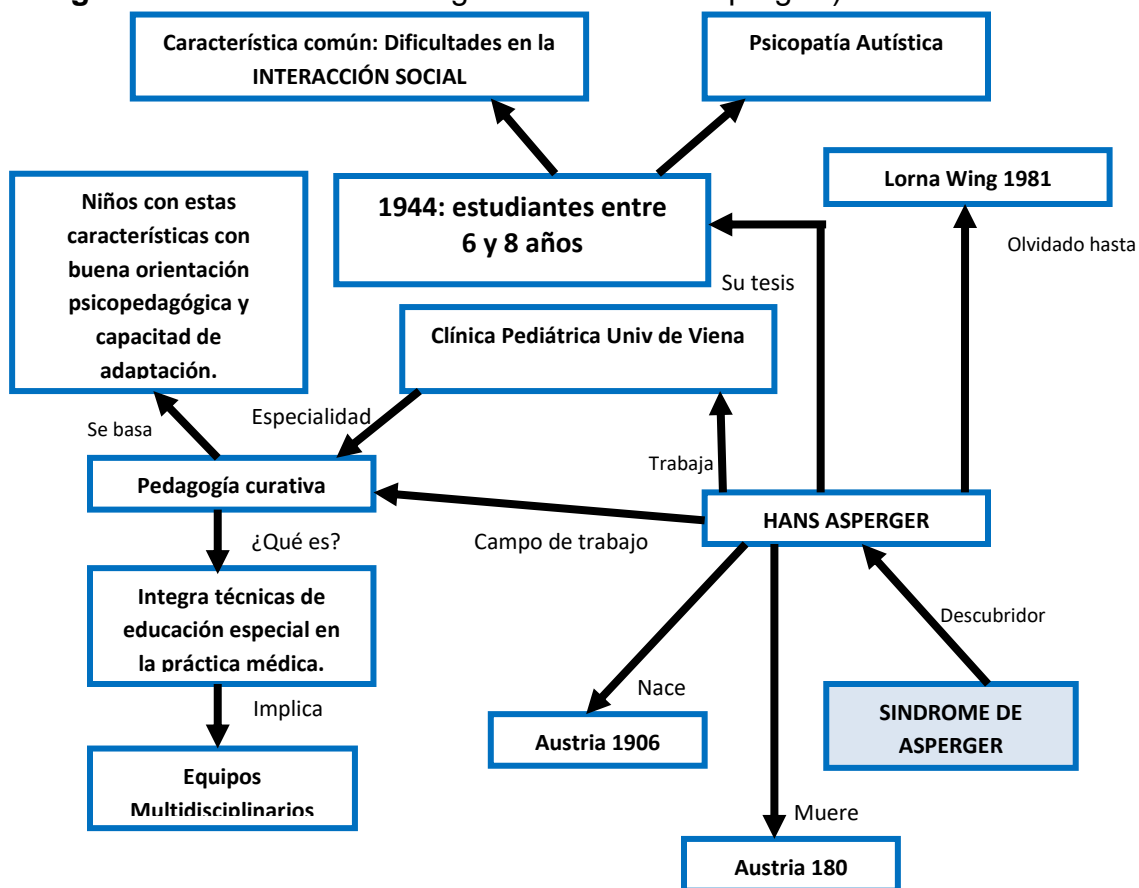 Característica común: Dificultades en la
INTERACCIÓN SOCIAL
Psicopatía Autística
Lorna Wing 1981
Niños con estas
características con
buena orientación
psicopedagógica y
capacitad de
adaptación.
1944: estudiantes entre
6 y 8 años
Olvidado hasta
Su tesis
Clínica Pediátrica Univ de Viena
Especialidad
Se basa
Trabaja
Pedagogía curativa
HANS ASPERGER
¿Qué es?
Campo de trabajo
Integra técnicas de
educación especial en
la práctica médica.
Descubridor
Nace
Implica
SINDROME DE
ASPERGER
Austria 1906
Equipos
Multidisciplinarios
Muere
Austria 180